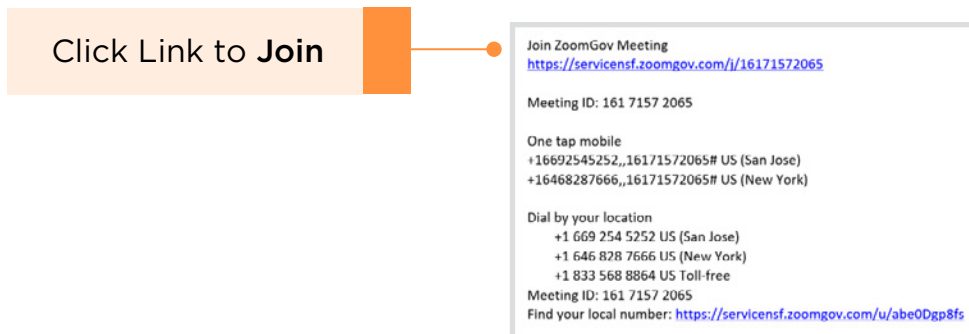 Click Link to Join
Join ZoomGov Meeting
https://servicensf.zoomgov.com/j/16171572065
Meeting ID: 161 7157 2065
One tap mobile
+16692545252,,16171572065# US (San Jose)
+16468287666,,16171572065# US (New York)
Dial by your location
+1 669 254 5252 US (San Jose)
+1 646 828 7666 US (New York)
+1 833 568 8864 US Toll-free
Meeting ID: 161 7157 2065
Find your local number: https://servicensf.zoomgov.com/u/abe0Dgp8fs